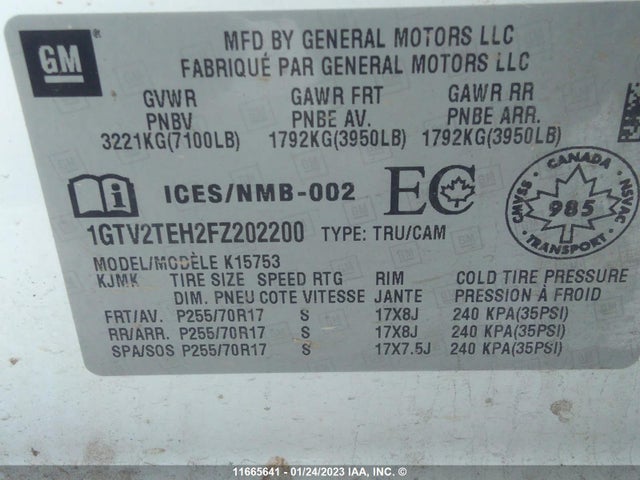 GM
MFD BY GENERAL MOTORS LLC
FABRIQUÉ PAR GENERAL MOTORS LLC
GVWR GAWR FRT GAWR RR
PNBV PNBE AV. PNBE ARR.
3221KG(7100LB) 1792KG(3950LB) 1792KG(3950LB)
i ICES/NMB-002 EC CANADA CMVSS 985 NSVAC TRANSPORT
1GTV2TEH2FZ202200 TYPE: TRU/CAM
MODEL/MODÈLE K15753
KJMK TIRE SIZE SPEED RTG RIM COLD TIRE PRESSURE
DIM. PNEU COTE VITESSE JANTE PRESSION À FROID
FRT/AV. P255/70R17 S 17X8J 240 KPA(35PSI)
RR/ARR. P255/70R17 S 17X8J 240 KPA(35PSI)
SPA/SOS P255/70R17 S 17X7.5J 240 KPA(35PSI)
11665641 - 01/24/2023 IAA, INC. ©